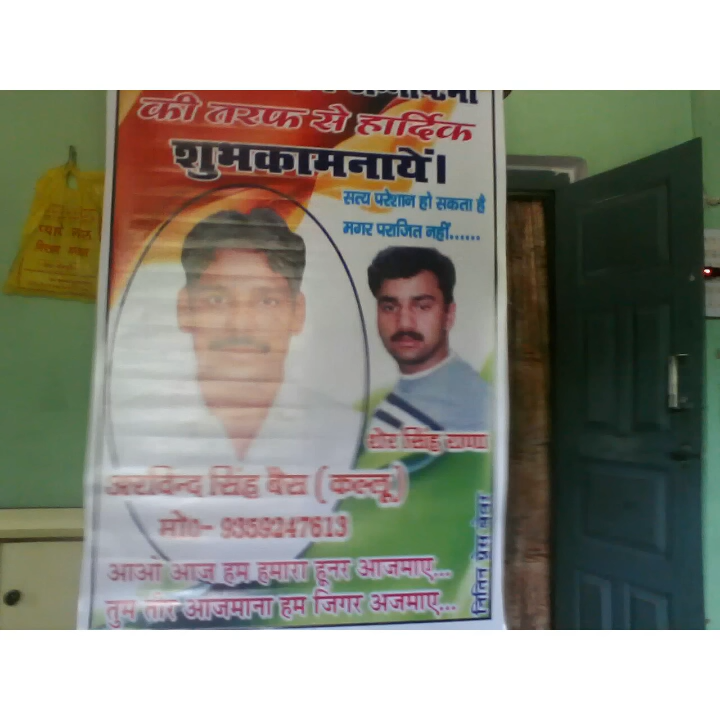 की तरफ से हार्दिक
शुभकामनायें।
सत्य परेशान हो सकता है
मगर पराजित नहीं......
शेर सिंह राणा
अरविन्द सिंह वैस (कल्लू)
मो0- 9359247613
आओ आज हम हमारा हूनर आजमाए...
तुम तीर आजमाना हम जिगर अजमाए...